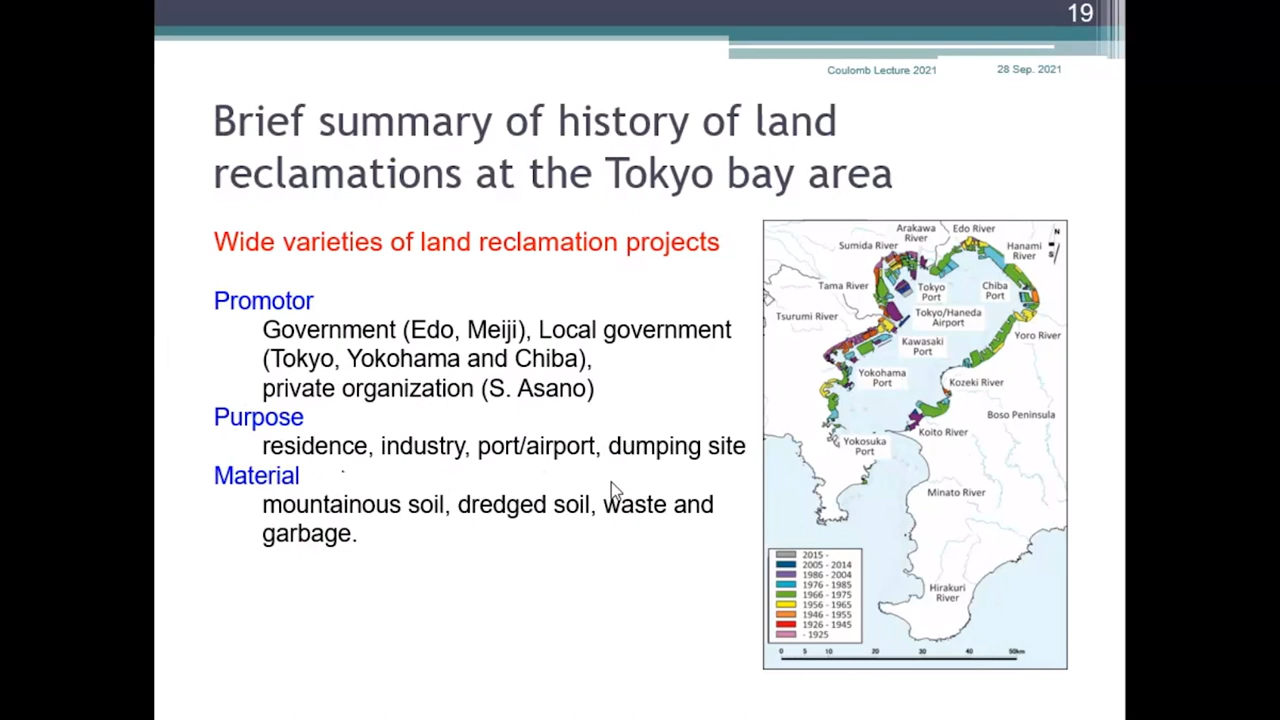 19
Coulomb Lecture 2021
28 Sep. 2021
Brief summary of history of land
reclamations at the Tokyo bay area
Wide varieties of land reclamation projects
Promotor
Government (Edo, Meiji), Local government
(Tokyo, Yokohama and Chiba),
private organization (S. Asano)
Purpose
residence, industry, port/airport, dumping site
Material
mountainous soil, dredged soil, waste and
garbage.
Arakawa
River
Edo River
Sumida River
Hanami
River
N
S
Tama River
Tokyo
Port
Chiba
Port
Tsurumi River
Tokyo/Haneda
Airport
Yoro River
Kawasaki
Port
Yokohama
Port
Kozeki River
Boso Peninsula
Koito River
Yokosuka
Port
Minato River
Hirakuri
River
2015 -
2005 - 2014
1986 - 2004
1976 - 1985
1966 - 1975
1956 - 1965
1946 - 1955
1926 - 1945
- 1925
0 5 10 20 30 40 50km